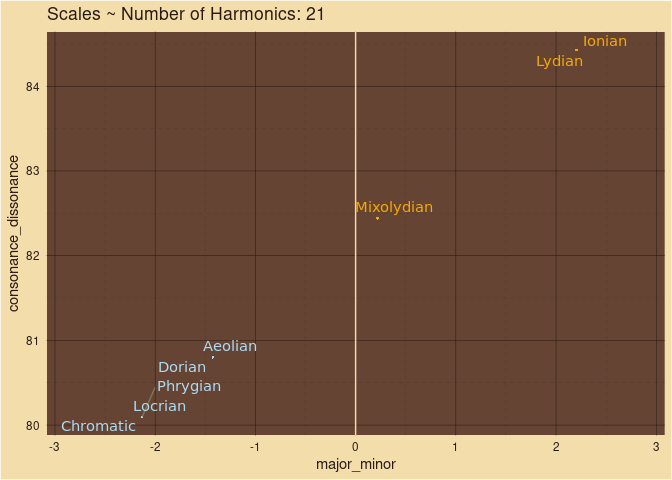 Scales ~ Number of Harmonics: 21
consonance_dissonance
84
83
82
81
80
Ionian
Lydian
Mixolydian
Aeolian
Dorian
Phrygian
Locrian
Chromatic
-3 -2 -1 0 1 2 3
major_minor